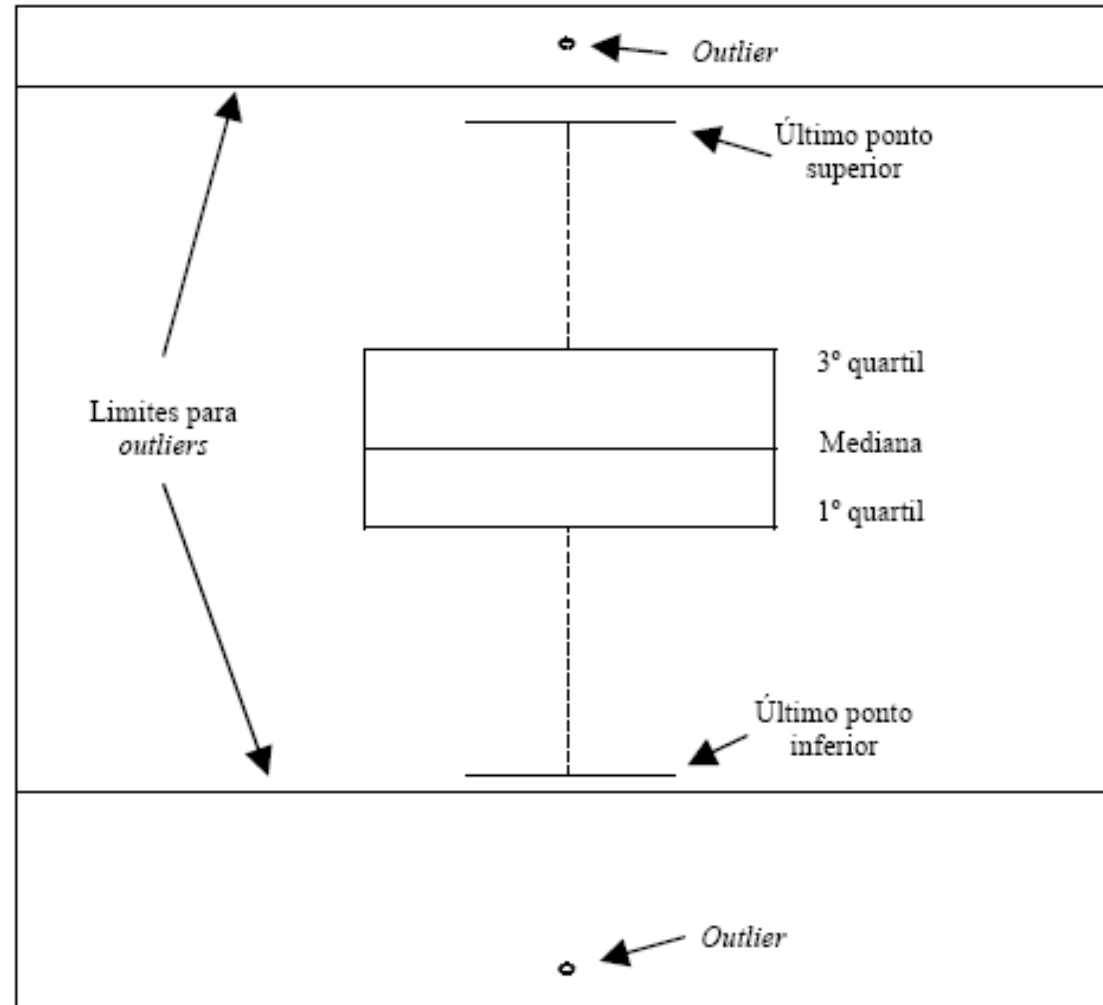 Outlier
Último ponto
superior
3º quartil
Limites para
outliers
Mediana
1º quartil
Último ponto
inferior
Outlier